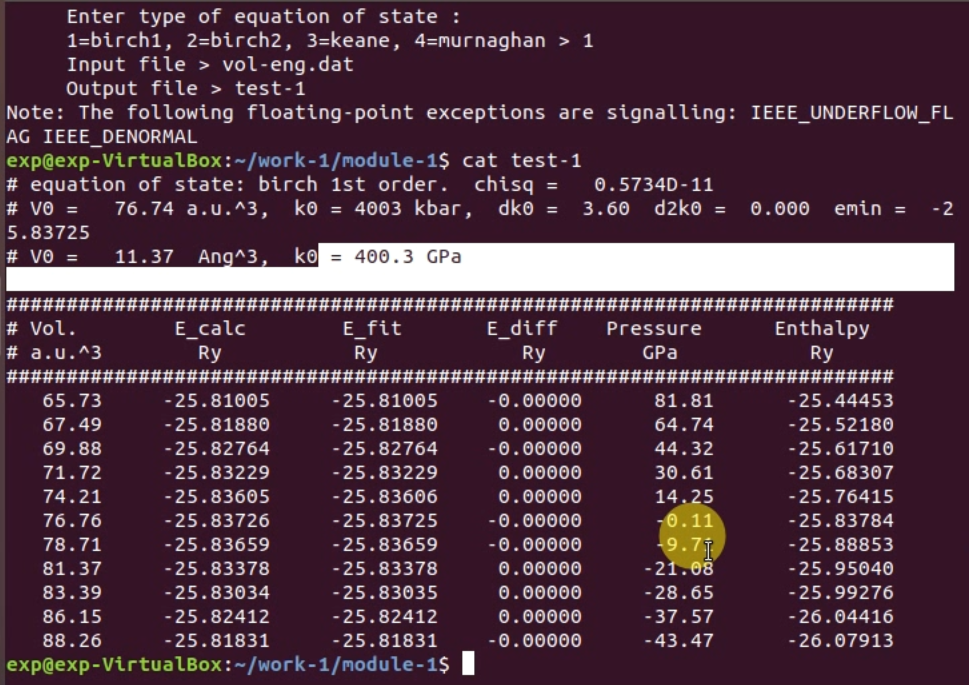 Enter type of equation of state :
1=birch1, 2=birch2, 3=keane, 4=murnaghan > 1
Input file > vol-eng.dat
Output file > test-1
Note: The following floating-point exceptions are signalling: IEEE_UNDERFLOW_FL
AG IEEE_DENORMAL
exp@exp-VirtualBox:~/work-1/module-1$ cat test-1
# equation of state: birch 1st order.  chisq =   0.5734D-11
# V0 =   76.74 a.u.^3,  k0 = 4003 kbar,  dk0 =  3.60  d2k0 =  0.000  emin =  -2
5.83725
# V0 =   11.37  Ang^3,  k0 = 400.3 GPa
##########################################################################
# Vol.      E_calc        E_fit       E_diff    Pressure      Enthalpy
# a.u.^3      Ry           Ry            Ry        GPa           Ry
##########################################################################
65.73     -25.81005     -25.81005     -0.00000      81.81      -25.44453
67.49     -25.81880     -25.81880      0.00000      64.74      -25.52180
69.88     -25.82764     -25.82764     -0.00000      44.32      -25.61710
71.72     -25.83229     -25.83229      0.00000      30.61      -25.68307
74.21     -25.83605     -25.83606      0.00000      14.25      -25.76415
76.76     -25.83726     -25.83725     -0.00000      -0.11      -25.83784
78.71     -25.83659     -25.83659     -0.00000      -25.88853
81.37     -25.83378     -25.83378      0.00000     -21.08      -25.95040
83.39     -25.83034     -25.83035      0.00000     -28.65      -25.99276
86.15     -25.82412     -25.82412      0.00000     -37.57      -26.04416
88.26     -25.81831     -25.81831     -0.00000     -43.47      -26.07913
exp@exp-VirtualBox:~/work-1/module-1$